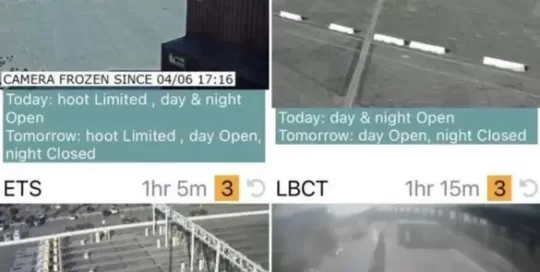 CAMERA FROZEN SINCE 04/06 17:16
Today: hoot Limited , day & night
Open
Tomorrow: hoot Limited , day Open,
night Closed
Today: day & night Open
Tomorrow: day Open, night Closed
ETS 1hr 5m 3
LBCT 1hr 15m 3